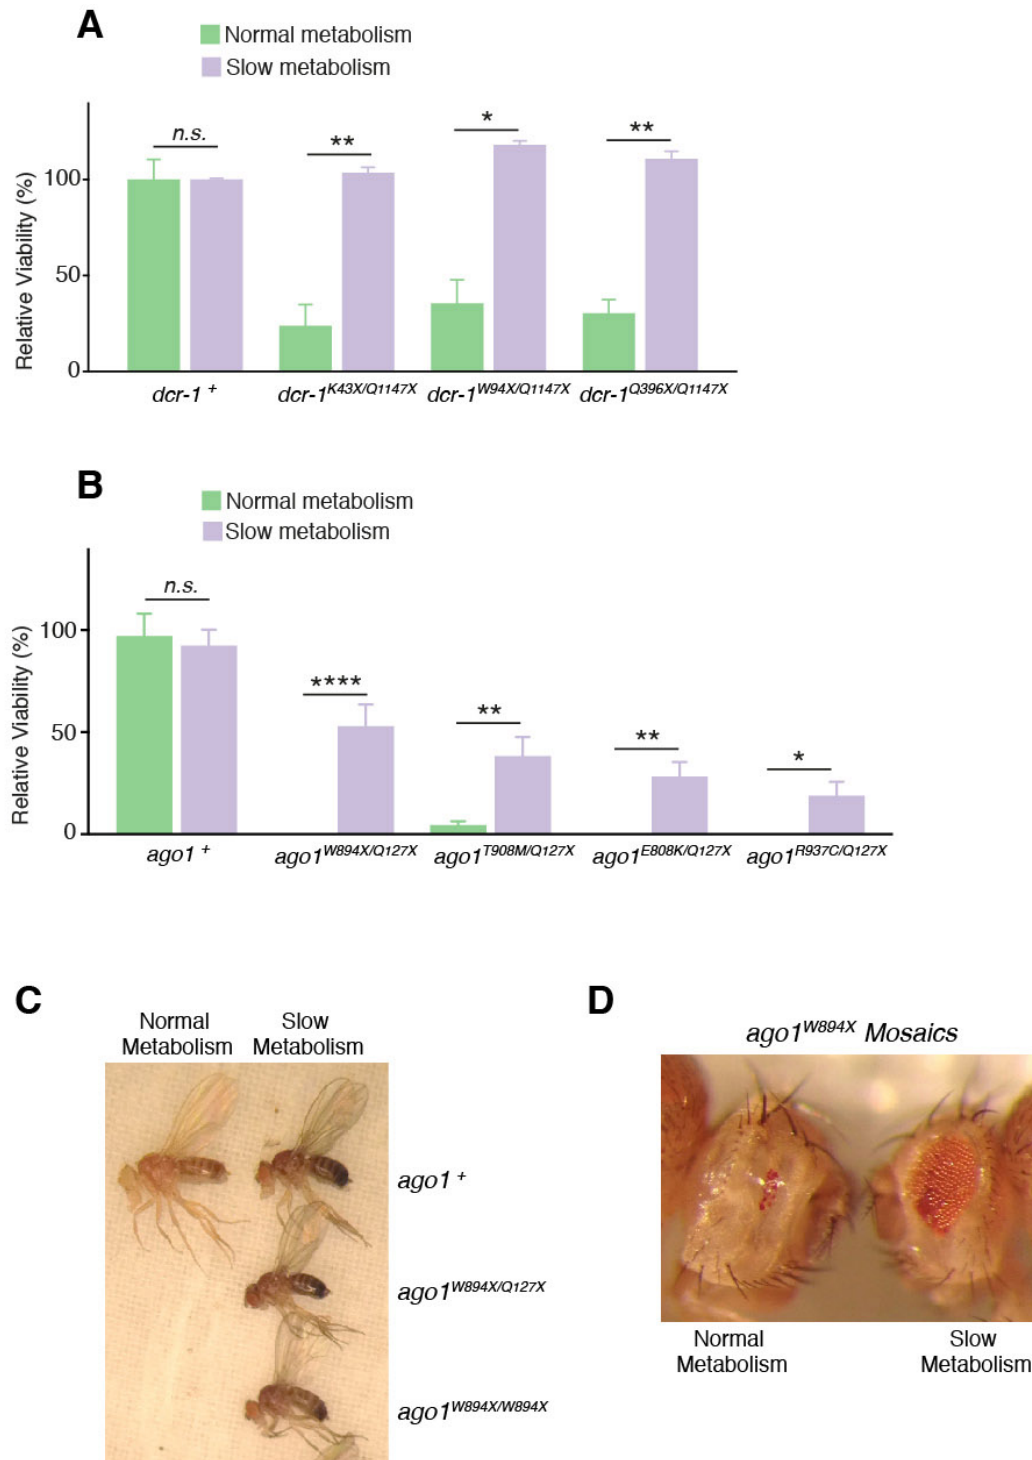 A
Normal metabolism
Slow metabolism
Relative Viability (%)
100
50
0
n.s.
**
*
**
dcr-1 +
dcr-1K43X/Q1147X
dcr-1W94X/Q1147X
dcr-1Q396X/Q1147X
B
Normal metabolism
Slow metabolism
Relative Viability (%)
100
50
0
n.s.
****
**
**
*
ago1 +
ago1W894X/Q127X
ago1T908M/Q127X
ago1E808K/Q127X
ago1R937C/Q127X
C
Normal
Metabolism
Slow
Metabolism
ago1 +
ago1W894X/Q127X
ago1W894X/W894X
D
ago1W894X Mosaics
Normal
Metabolism
Slow
Metabolism